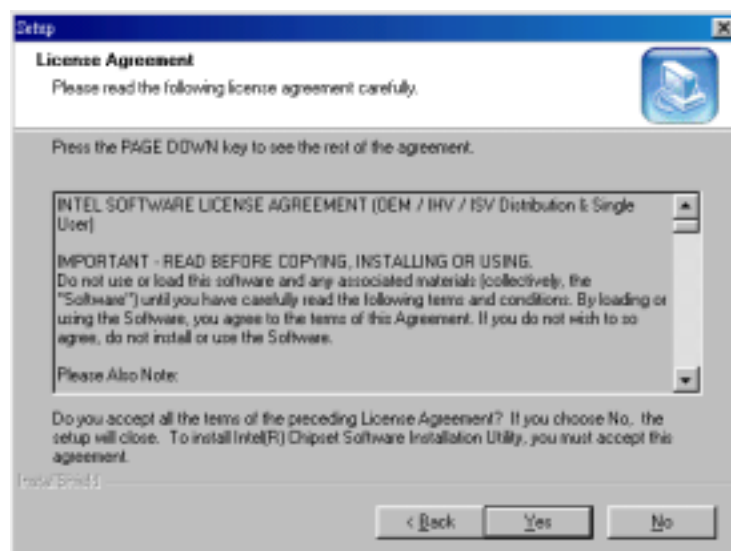 Setup
License Agreement
Please read the following license agreement carefully.
Press the PAGE DOWN key to see the rest of the agreement.
INTEL SOFTWARE LICENSE AGREEMENT (OEM / IHV / ISV Distribution & Single
User)
IMPORTANT - READ BEFORE COPYING, INSTALLING OR USING.
Do not use or load this software and any associated materials (collectively, the
"Software") until you have carefully read the following terms and conditions. By loading or
using the Software, you agree to the terms of this Agreement. If you do not wish to so
agree, do not install or use the Software.
Please Also Note:
Do you accept all the terms of the preceding License Agreement? If you choose No, the
setup will close. To install Intel(R) Chipset Software Installation Utility, you must accept this
agreement.
InstallShield
< Back
Yes
No